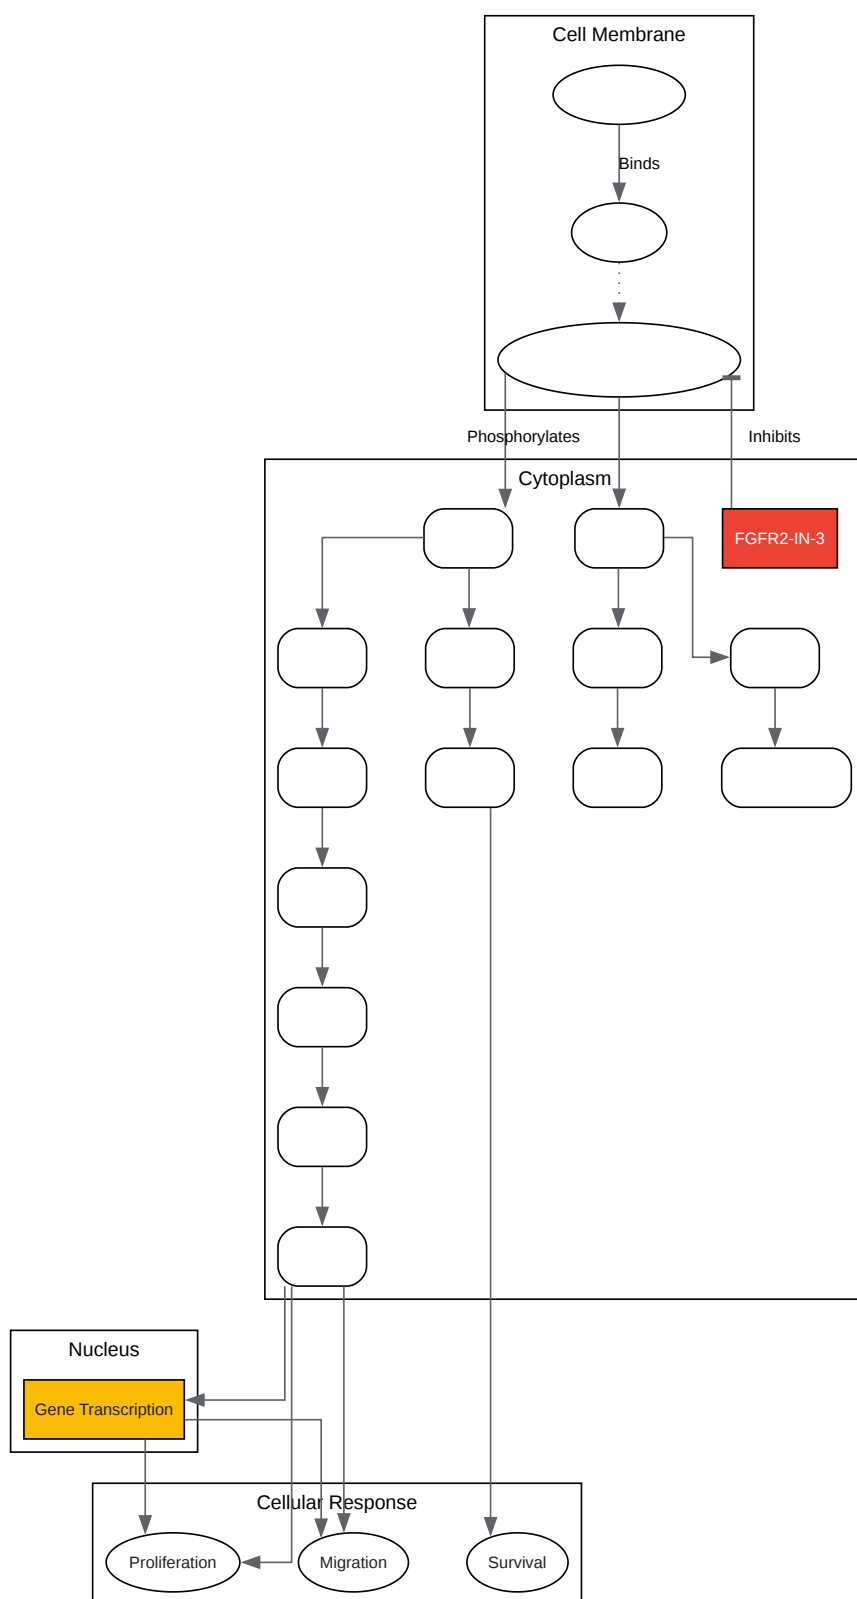 Cell Membrane
Binds
Phosphorylates
Inhibits
Cytoplasm
FGFR2-IN-3
Nucleus
Gene Transcription
Cellular Response
Proliferation
Migration
Survival